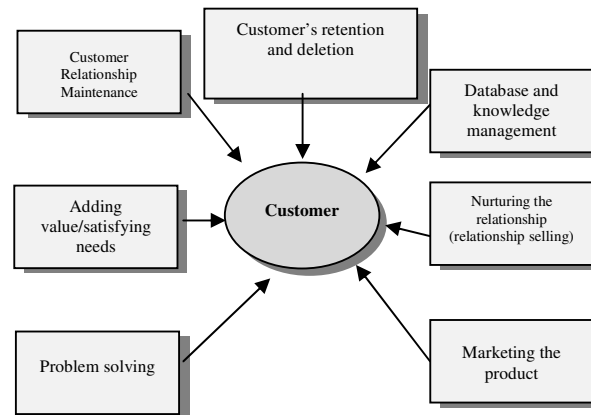 Customer's retention
and deletion
Customer
Relationship
Maintenance
Database and
knowledge
management
Adding
value/satisfying
needs
Customer
Nurturing the
relationship
(relationship selling)
Problem solving
Marketing the
product